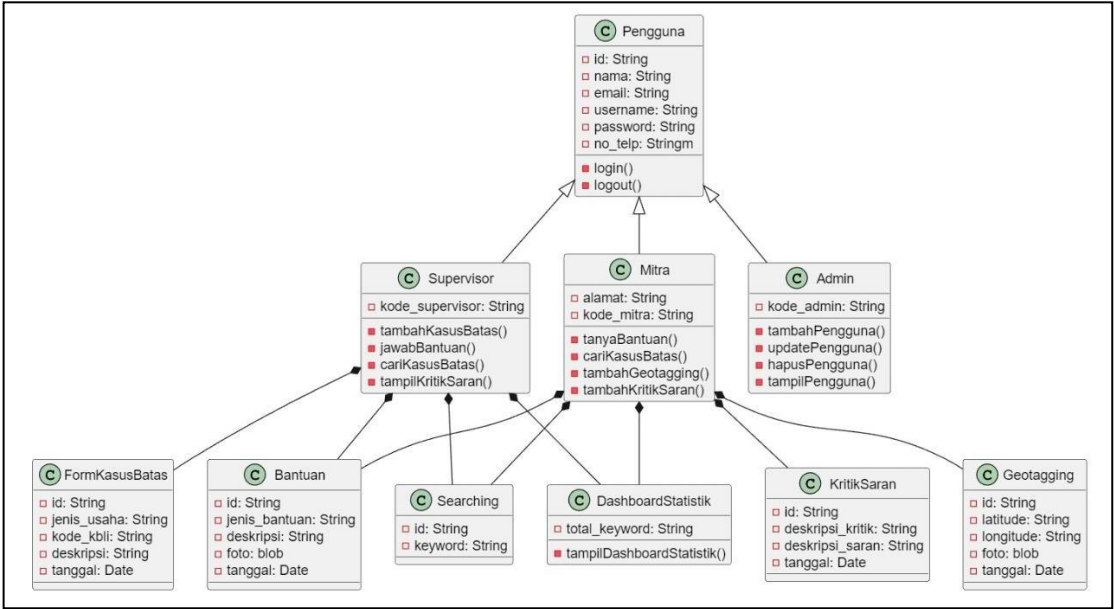 C Pengguna
id: String
nama: String
email: String
username: String
password: String
no_telp: Stringm
login()
logout()
C Supervisor
kode_supervisor: String
tambahKasusBatas()
jawabBantuan()
cariKasusBatas()
tampilKritikSaran()
C Mitra
alamat: String
kode_mitra: String
tanyaBantuan()
cariKasusBatas()
tambahGeotagging()
tambahKritikSaran()
C Admin
kode_admin: String
tambahPengguna()
updatePengguna()
hapusPengguna()
tampilPengguna()
C FormKasusBatas
id: String
jenis_usaha: String
kode_kbli: String
deskripsi: String
tanggal: Date
C Bantuan
id: String
jenis_bantuan: String
deskripsi: String
foto: blob
tanggal: Date
C Searching
id: String
keyword: String
C DashboardStatistik
total_keyword: String
tampilDashboardStatistik()
C KritikSaran
id: String
deskripsi_kritik: String
deskripsi_saran: String
tanggal: Date
C Geotagging
id: String
latitude: String
longitude: String
foto: blob
tanggal: Date